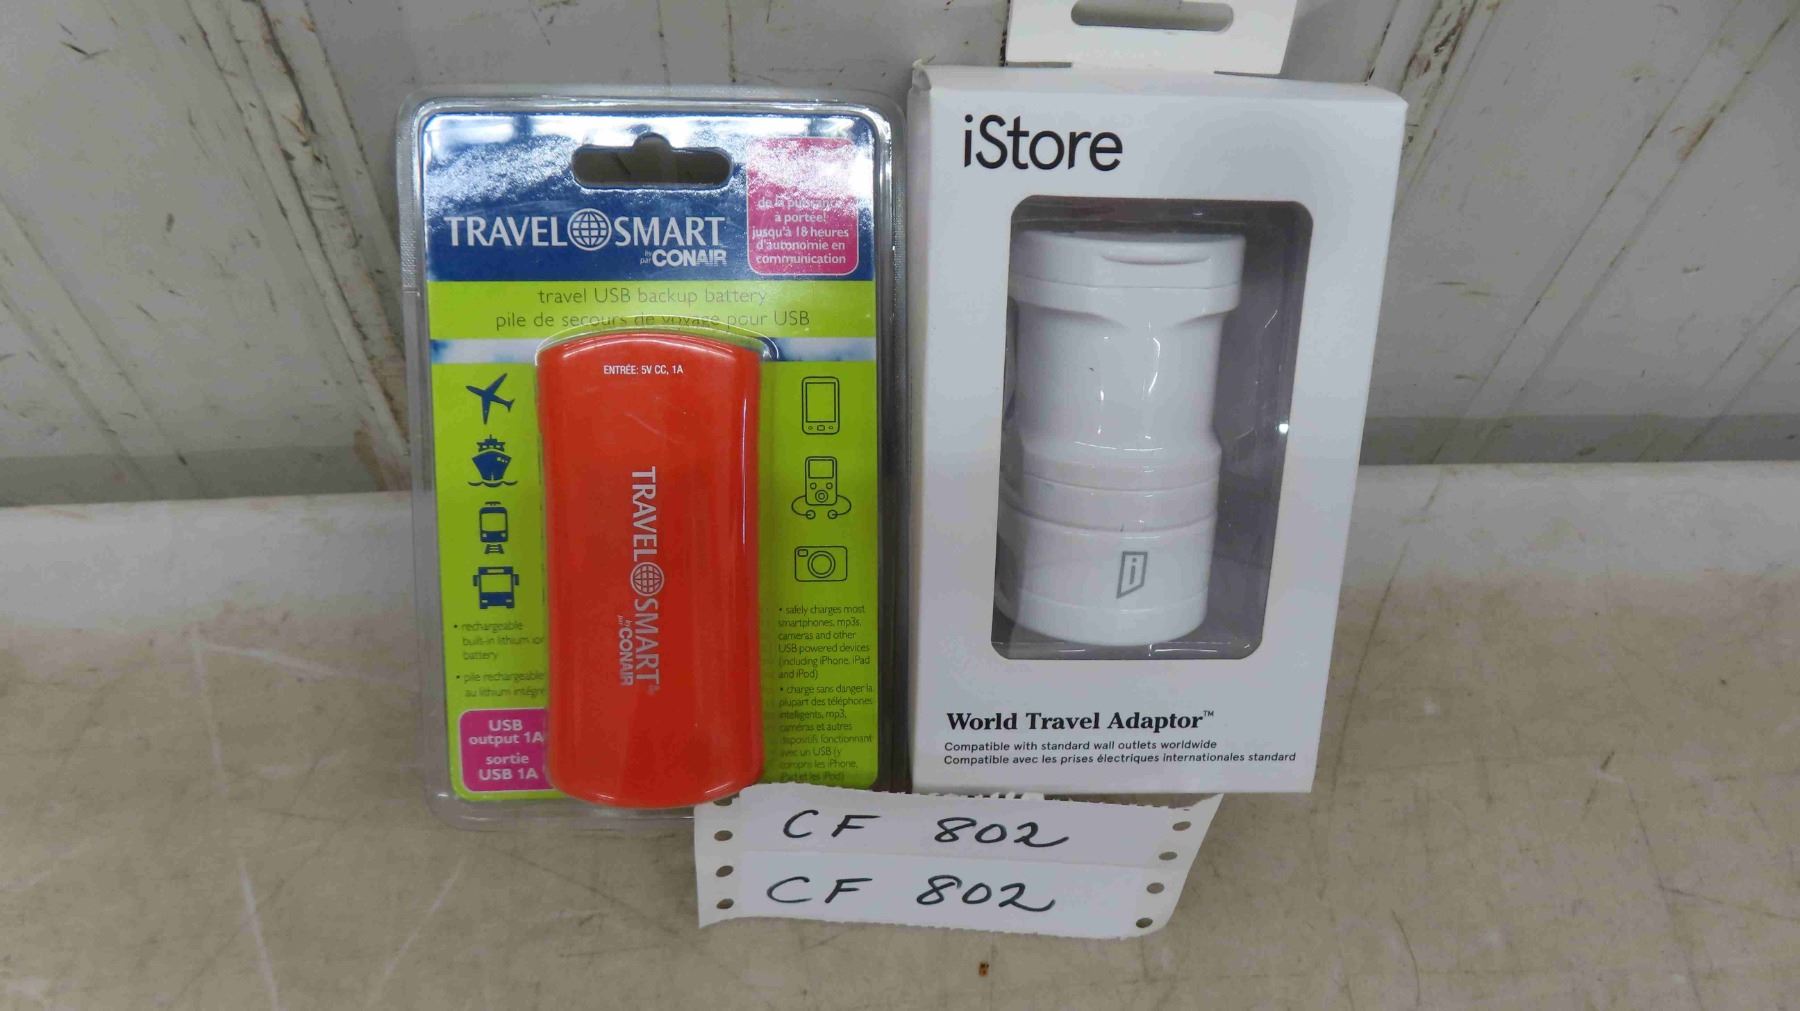 TRAVEL SMART
by
par CONAIR
de la puissance
à portée!
jusqu'à 18 heures
d'autonomie en
communication
travel USB backup battery
pile de secours de voyage pour USB
ENTRÉE: 5V CC, 1A
TRAVEL SMART
by
par CONAIR
• rechargeable
built-in lithium ion
battery
• pile rechargeable
au lithium intégré
USB
output 1A
sortie
USB 1A
• safely charges most
smartphones, mp3s,
cameras and other
USB powered devices
(including iPhone, iPad
and iPod)
• charge sans danger la
plupart des téléphones
intelligents, mp3,
caméras et autres
dispositifs fonctionnant
avec un USB (y
compris les iPhone,
iPad et les iPod)
iStore
i
World Travel Adaptor™
Compatible with standard wall outlets worldwide
Compatible avec les prises électriques internationales standard
CF 802
CF 802